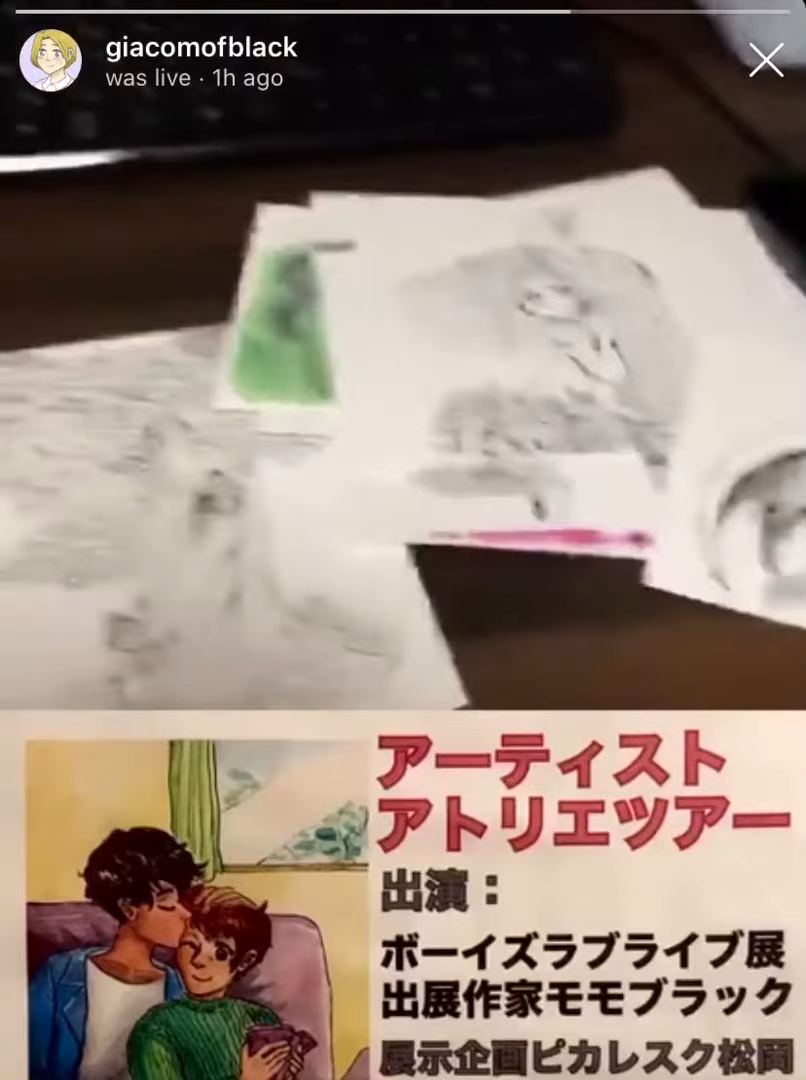 giacomofblack
was live · 1h ago
アーティスト
アトリエツアー
出演：
ボーイズラブライブ展
出展作家モモブラック
展示企画ピカレスク松岡